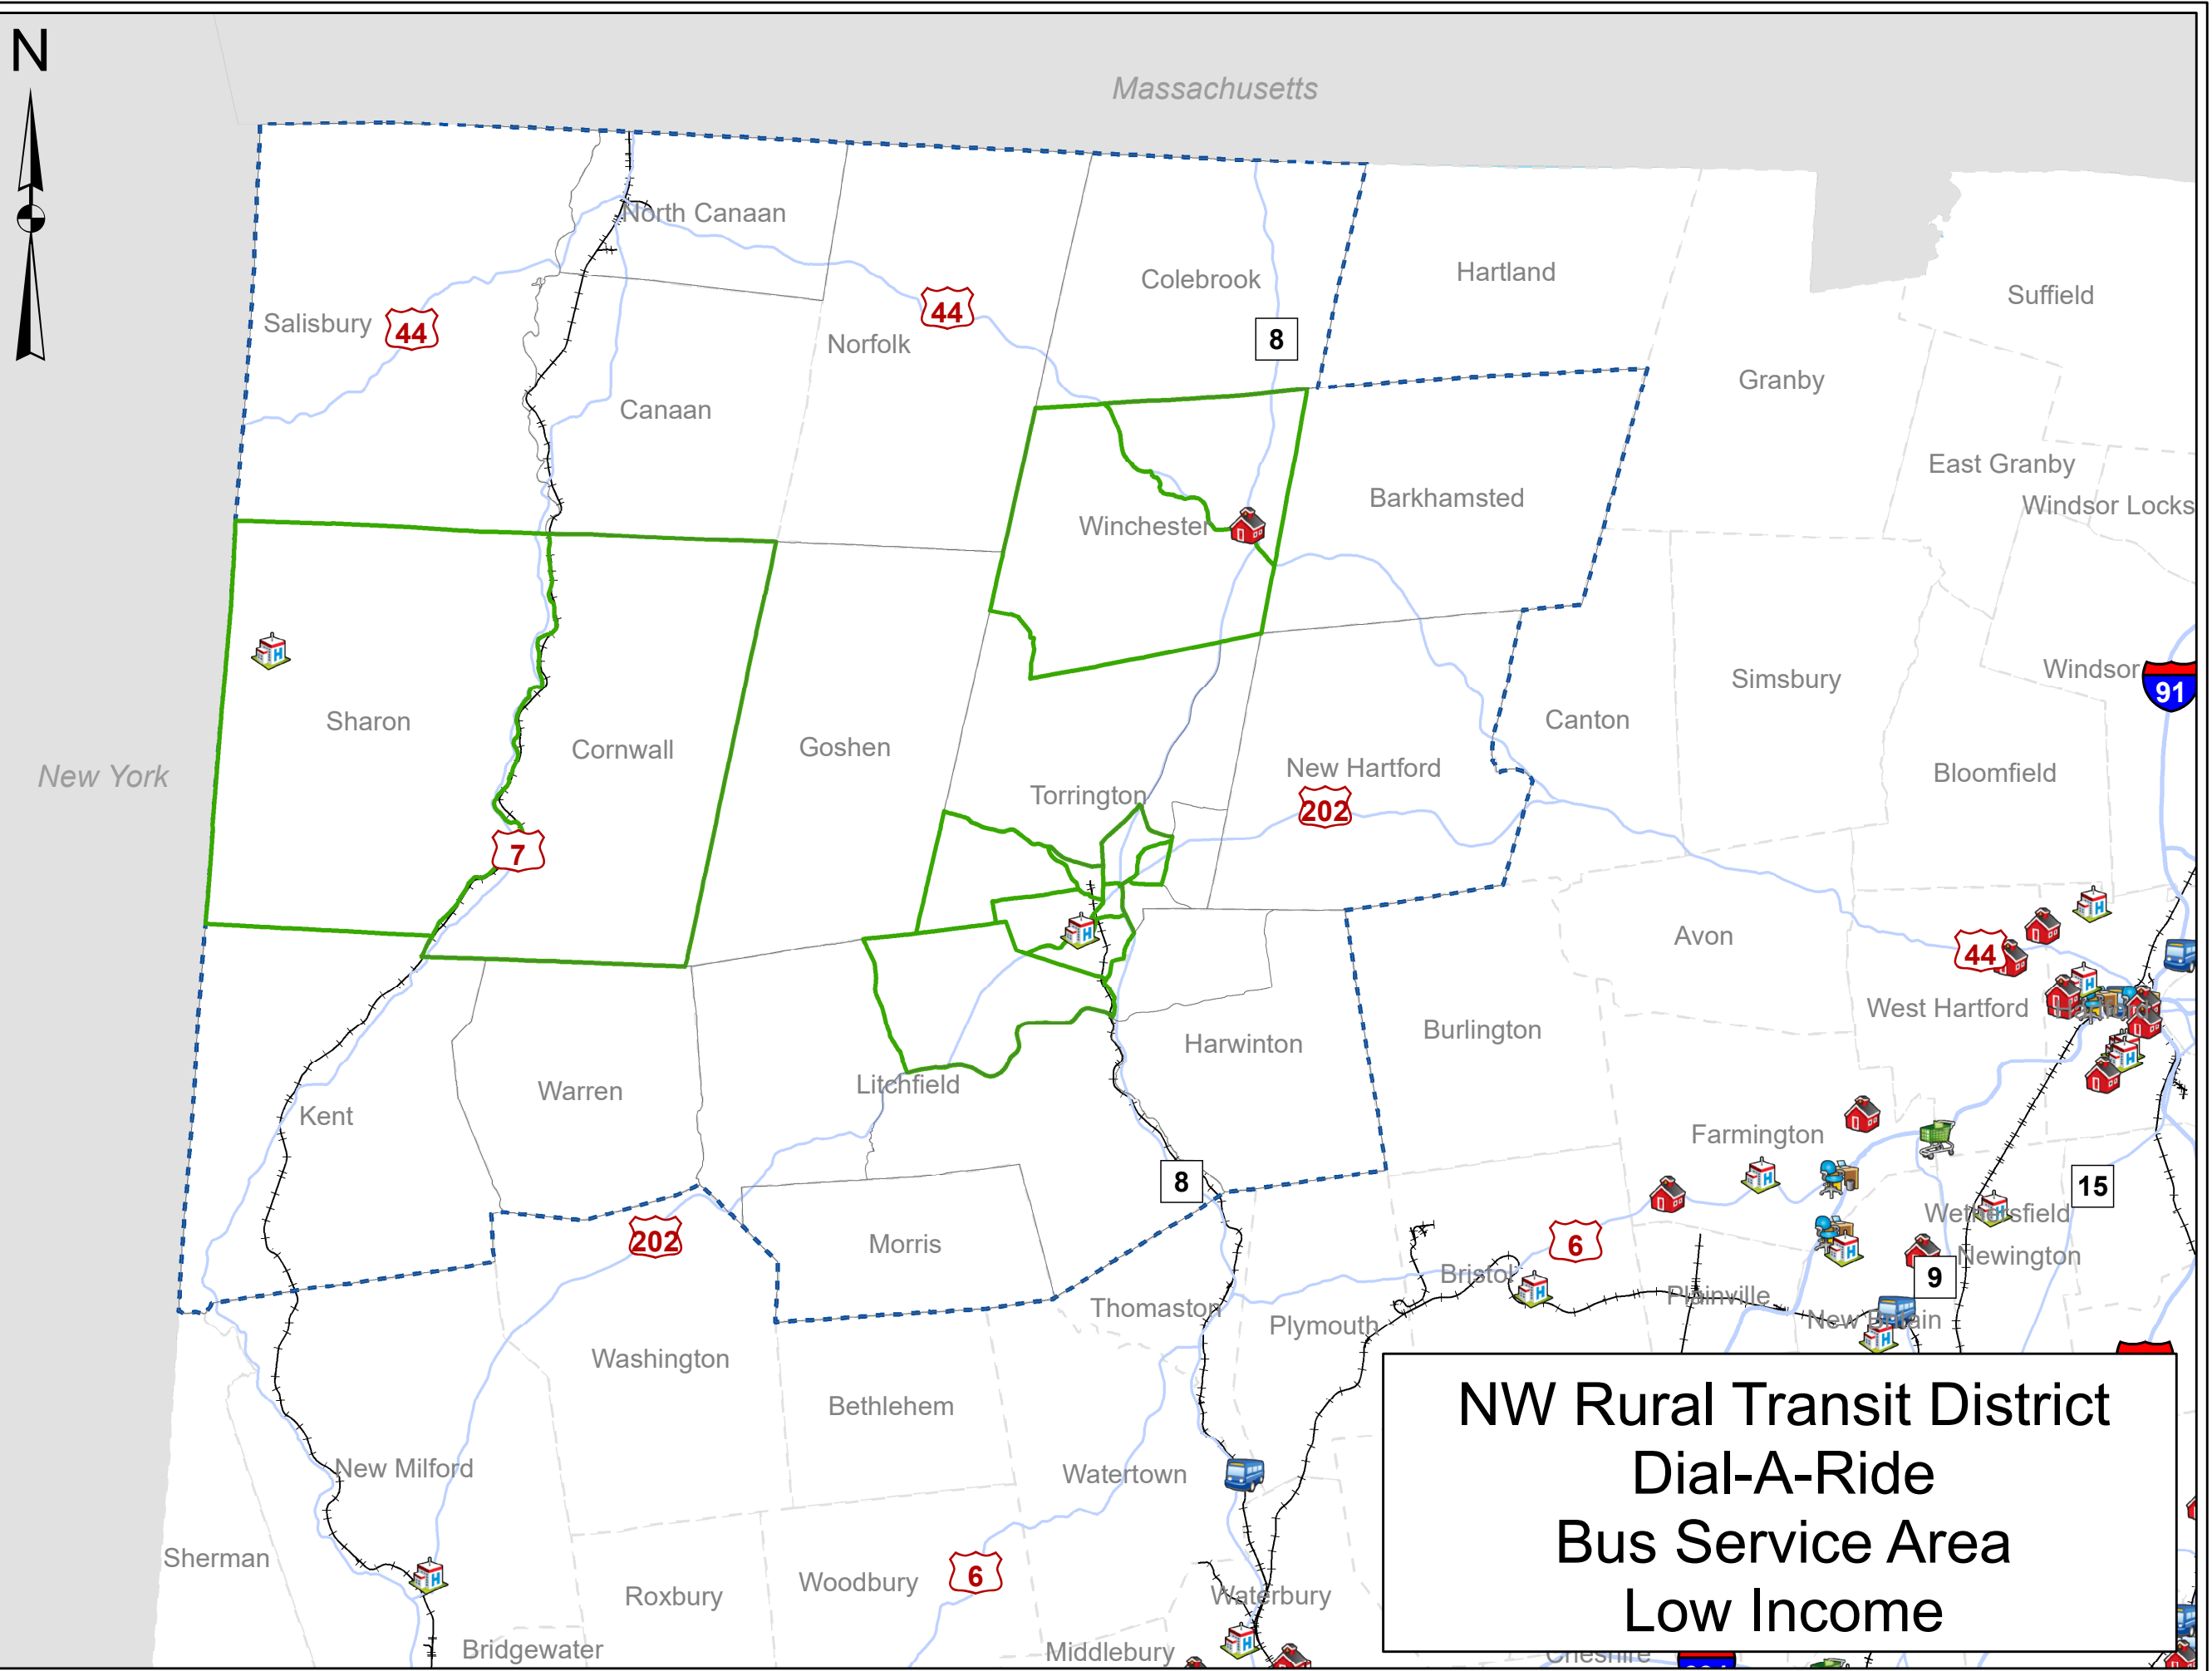 N
Massachusetts
North Canaan
Colebrook
Hartland
Suffield
Salisbury
44
44
Norfolk
8
Granby
Canaan
East Granby
Windsor Locks
Winchester
Barkhamsted
Sharon
Cornwall
Goshen
Torrington
New Hartford
202
Canton
Simsbury
Windsor
91
Bloomfield
New York
7
Avon
44
West Hartford
Burlington
Harwinton
Litchfield
Warren
Kent
Farmington
8
15
Wethersfield
Newington
9
6
Bristol
Plainville
New Britain
202
Morris
Thomaston
Plymouth
Washington
Bethlehem
New Milford
Watertown
Sherman
Roxbury
Woodbury
6
Waterbury
Bridgewater
Middlebury
Cheshire
NW Rural Transit District
Dial-A-Ride
Bus Service Area
Low Income